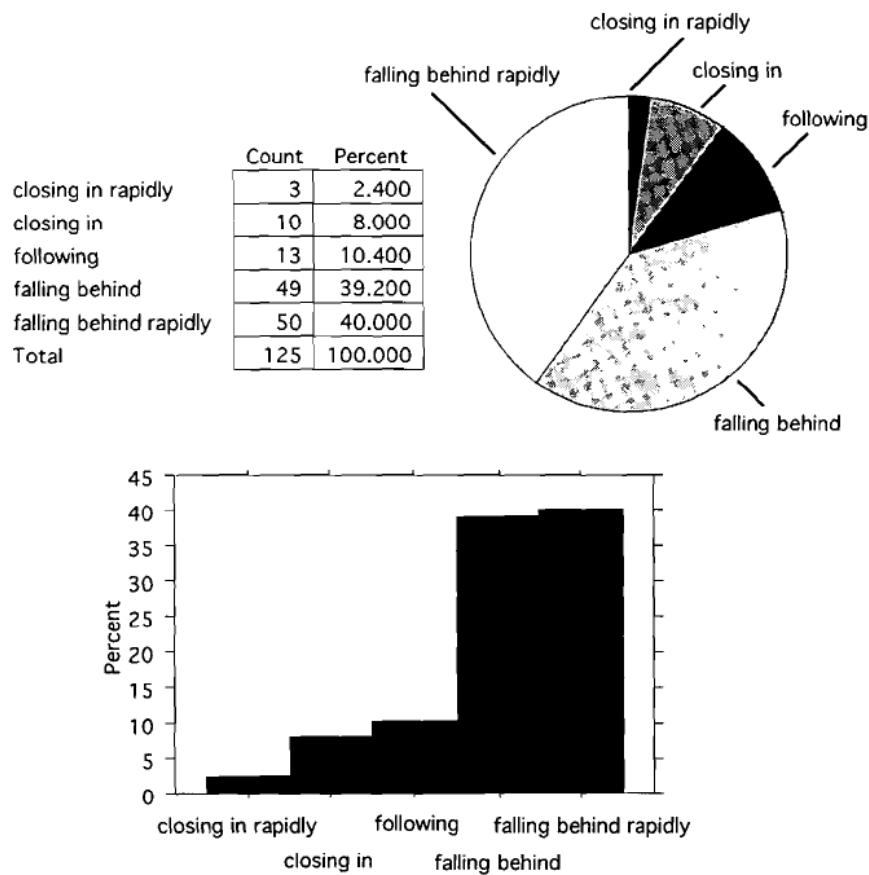 closing in rapidly
falling behind rapidly
closing in
following
Count Percent
closing in rapidly 3 2.400
closing in 10 8.000
following 13 10.400
falling behind 49 39.200
falling behind rapidly 50 40.000
Total 125 100.000
falling behind
45
40
35
30
25
20
15
10
5
0
Percent
closing in rapidly following falling behind rapidly
closing in falling behind